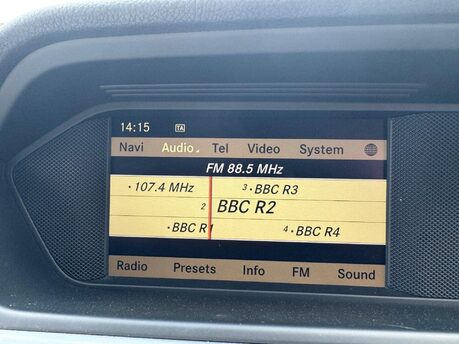 14:15 TA
Navi Audio Tel Video System
FM 88.5 MHz
107.4 MHz 3 BBC R3
2 BBC R2
BBC R1 4 BBC R4
Radio Presets Info FM Sound